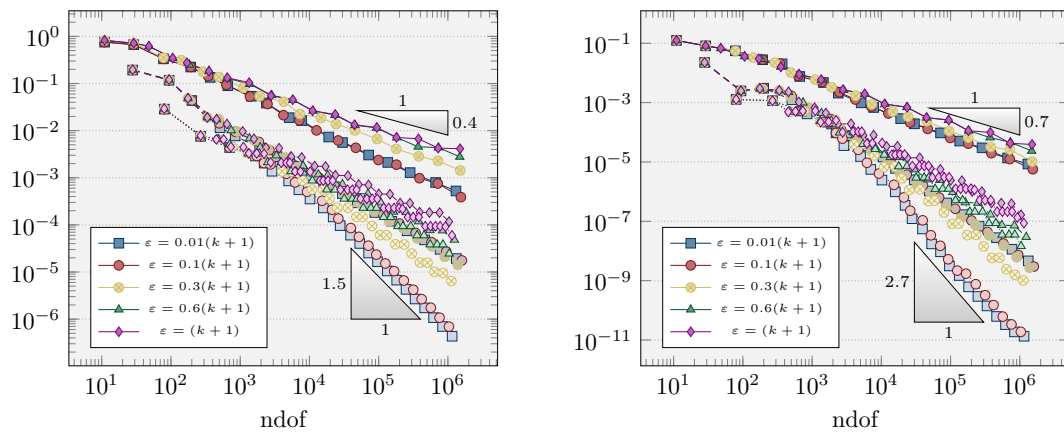 10^0
10^−1
10^−2
10^−3
10^−4
10^−5
10^−6
10^1 10^2 10^3 10^4 10^5 10^6
ndof
1
0.4
1.5
1
ε = 0.01(k + 1)
ε = 0.1(k + 1)
ε = 0.3(k + 1)
ε = 0.6(k + 1)
ε = (k + 1)
10^−1
10^−3
10^−5
10^−7
10^−9
10^−11
10^1 10^2 10^3 10^4 10^5 10^6
ndof
1
0.7
2.7
1
ε = 0.01(k + 1)
ε = 0.1(k + 1)
ε = 0.3(k + 1)
ε = 0.6(k + 1)
ε = (k + 1)